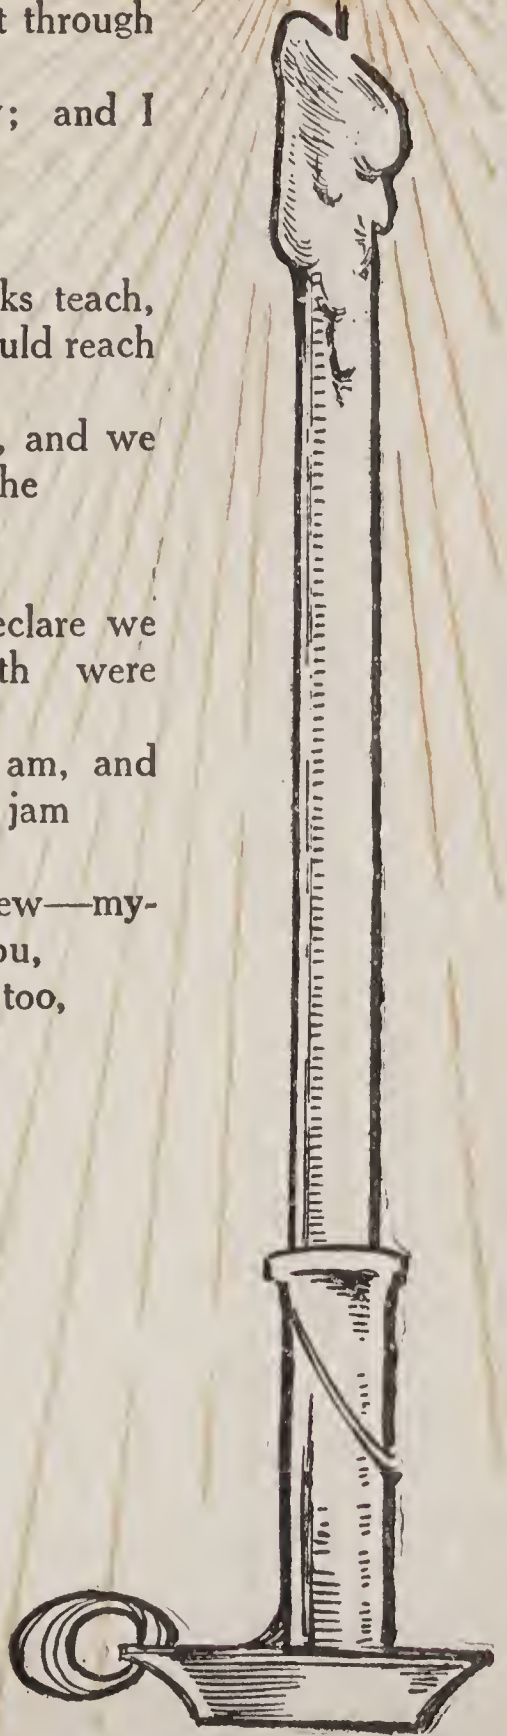 t through
; and I
ks teach,
uld reach
, and we
he
eclare we
th were
am, and
jam
ew—my-
ou,
too,